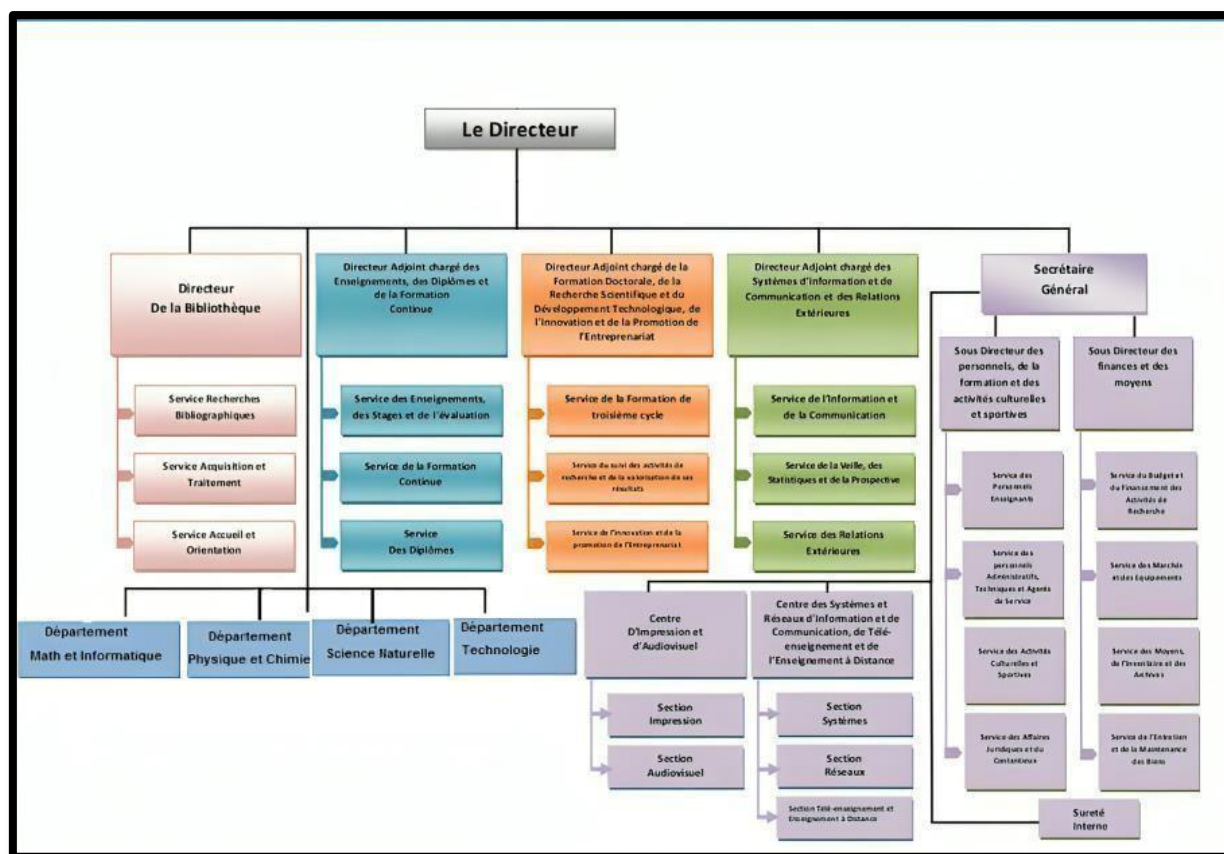 Le Directeur
Directeur
De la Bibliothèque
Directeur Adjoint chargé des
Enseignements, des Diplômes et
de la Formation
Continue
Directeur Adjoint chargé de la
Formation Doctorale, de la
Recherche Scientifique et du
Développement Technologique, de
l'Innovation et de la Promotion de
l'Entreprenariat
Directeur Adjoint chargé des
Systèmes d'Information et de
Communication et des Relations
Extérieures
Secrétaire
Général
Service Recherches
Bibliographiques
Service Acquisition et
Traitement
Service Accueil et
Orientation
Service des Enseignements,
des Stages et de l'évaluation
Service de la Formation
Continue
Service
Des Diplômes
Service de la Formation de
troisième cycle
Service du suivi des activités de
recherche et de la valorisation de ses
résultats
Service de l'innovation et de la
promotion de l'Entreprenariat
Service de l'Information et
de la Communication
Service de la Veille, des
Statistiques et de la Prospective
Service des Relations
Extérieures
Sous Directeur des
personnels, de la
formation et des
activités culturelles
et sportives
Sous Directeur des
finances et des
moyens
Service des
Personnels
Enseignants
Service des
personnels
Administratifs,
Techniques et Agents
de Service
Service des Activités
Culturelles et
Sportives
Service des Affaires
Juridiques et du
Contentieux
Service du Budget et
du Financement des
Activités de
Recherche
Service des Marchés
et des Equipements
Service des Moyens,
de l'Inventaire et des
Archives
Service de l'Entretien
et de la Maintenance
des Biens
Département
Math et Informatique
Département
Physique et Chimie
Département
Science Naturelle
Département
Technologie
Centre
D'Impression et
d'Audiovisuel
Section
Impression
Section
Audiovisuel
Centre des Systèmes et
Réseaux d'Information et de
Communication, de Télé-
enseignement et de
l'Enseignement à Distance
Section
Systèmes
Section
Réseaux
Section Télé-enseignement et
Enseignement à Distance
Sureté
Interne